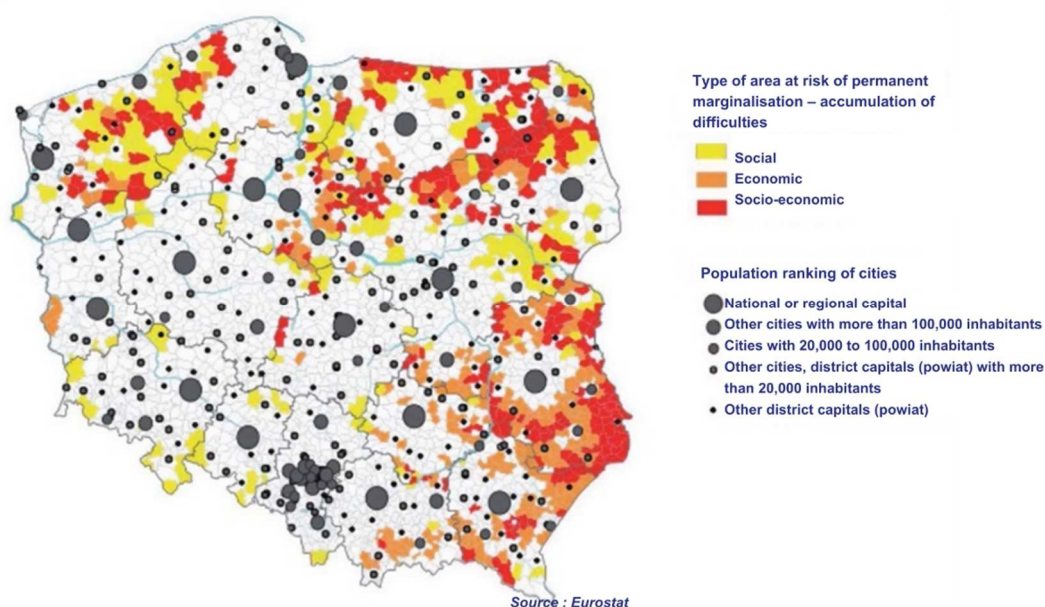 Type of area at risk of permanent
marginalisation – accumulation of
difficulties
Social
Economic
Socio-economic
Population ranking of cities
National or regional capital
Other cities with more than 100,000 inhabitants
Cities with 20,000 to 100,000 inhabitants
Other cities, district capitals (powiat) with more
than 20,000 inhabitants
Other district capitals (powiat)
Source : Eurostat